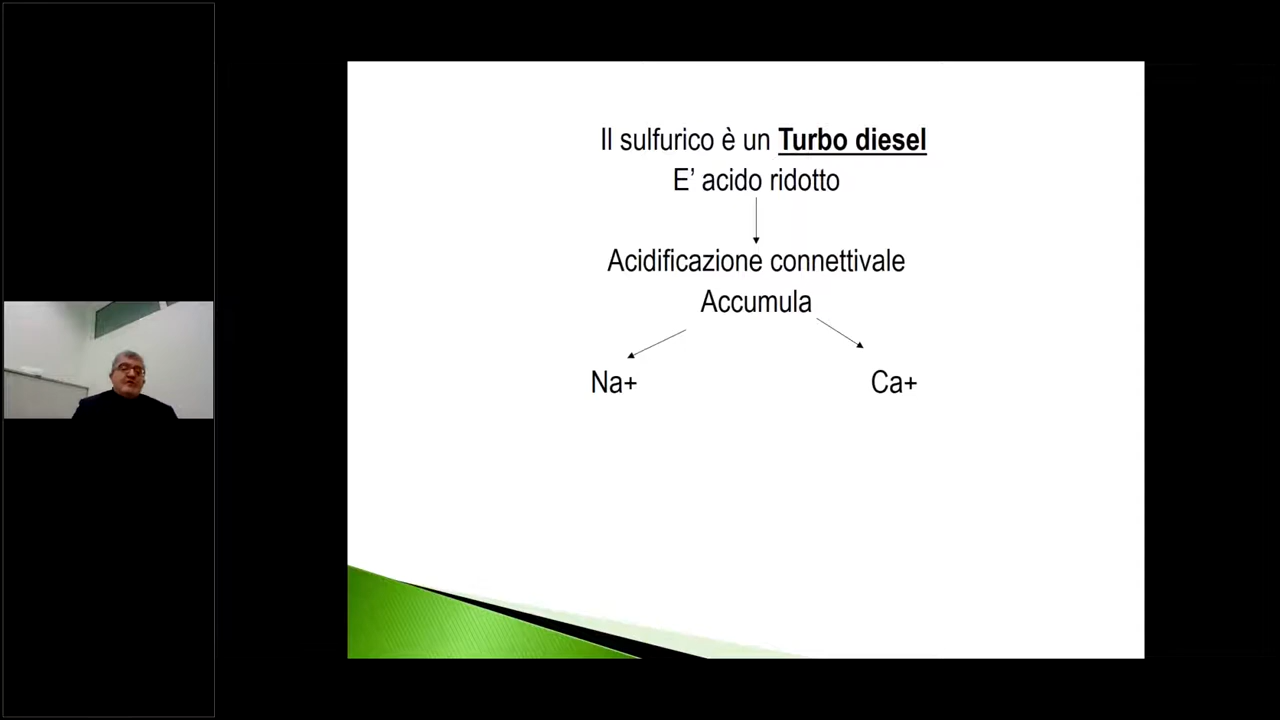 Il sulfurico è un Turbo diesel
E’ acido ridotto
Acidificazione connettivale
Accumula
Na+ Ca+